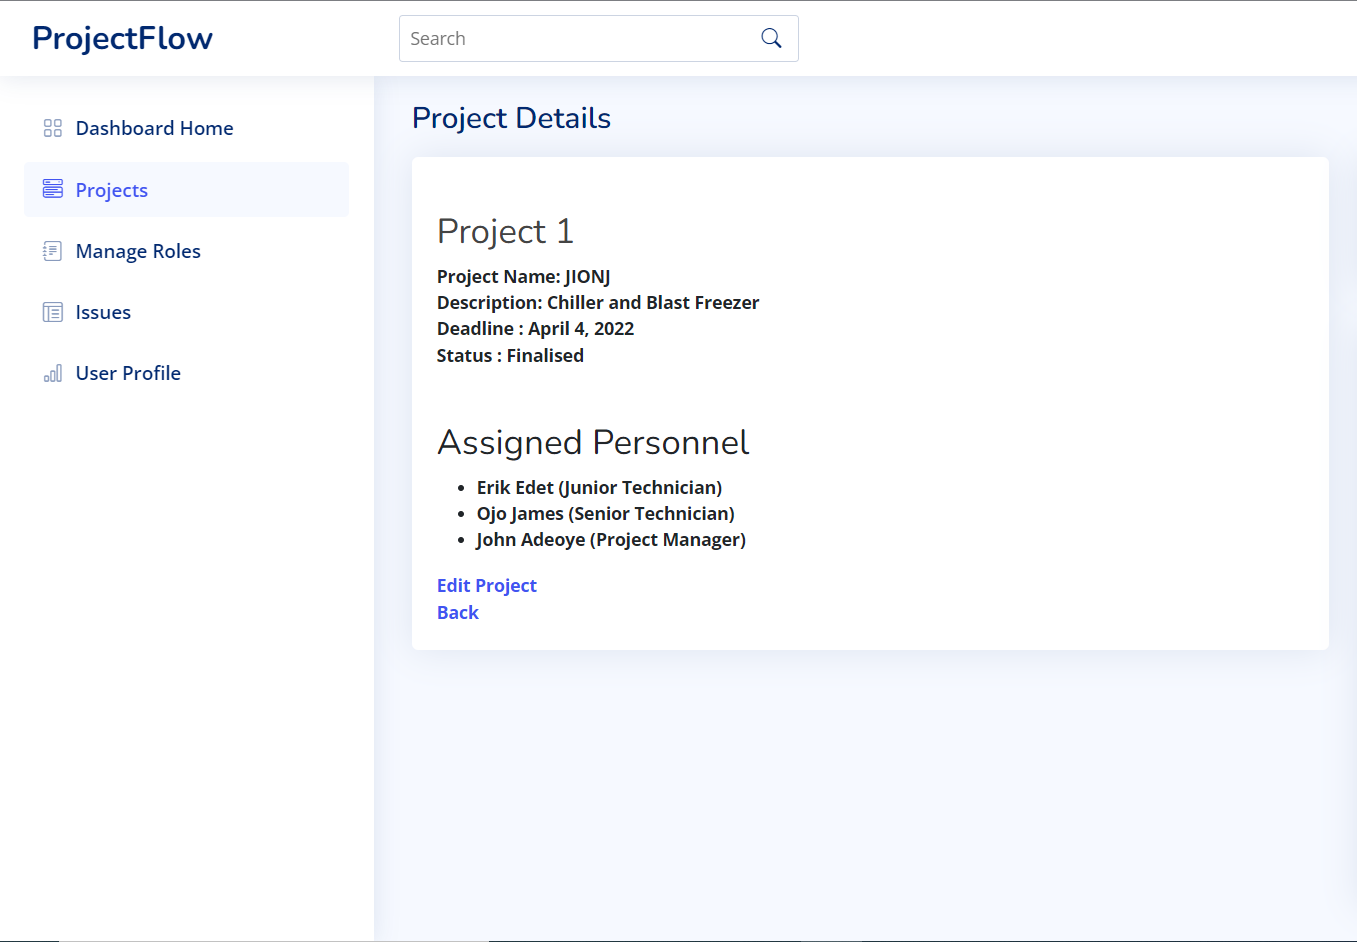 ProjectFlow
Search
Dashboard Home
Projects
Manage Roles
Issues
User Profile
Project Details
Project 1
Project Name: JIONJ
Description: Chiller and Blast Freezer
Deadline : April 4, 2022
Status : Finalised
Assigned Personnel
• Erik Edet (Junior Technician)
• Ojo James (Senior Technician)
• John Adeoye (Project Manager)
Edit Project
Back